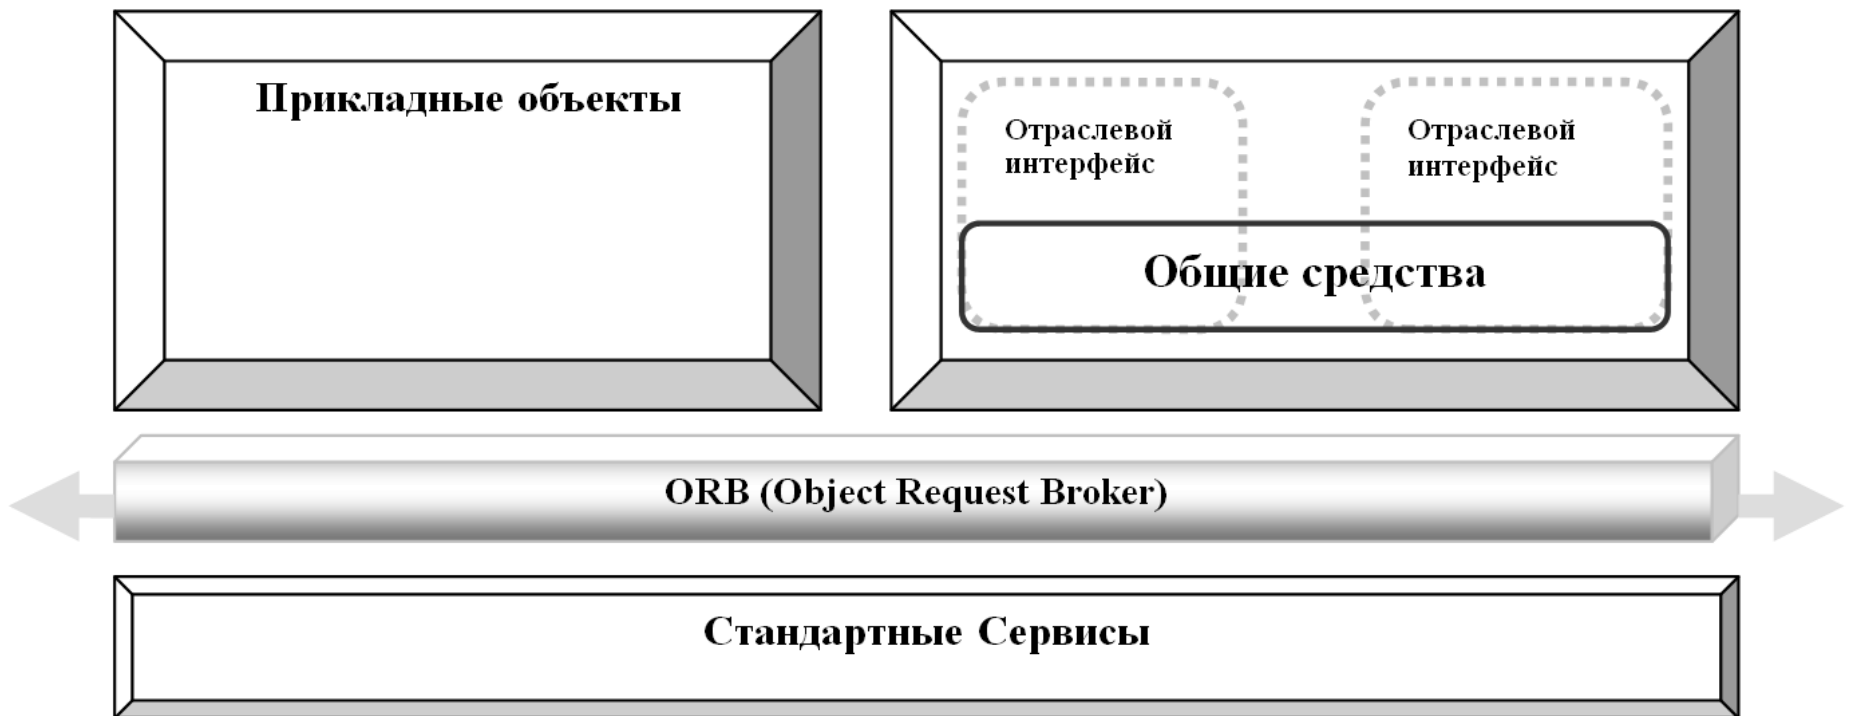 Прикладные объекты
Отраслевой
интерфейс
Отраслевой
интерфейс
Общие средства
ORB (Object Request Broker)
Стандартные Сервисы